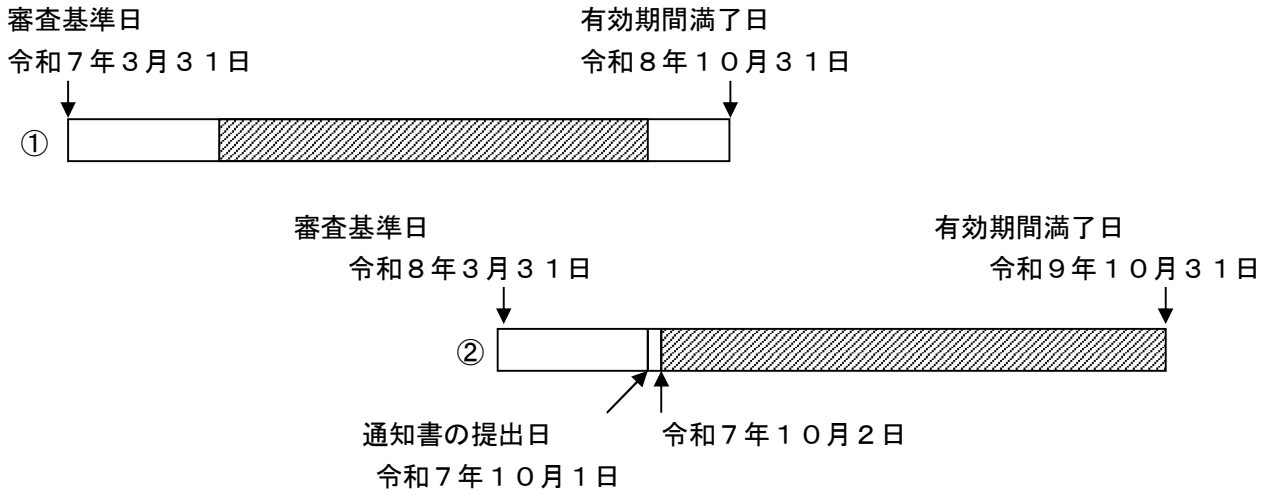 審査基準日
有効期間満了日
令和７年３月３１日
令和８年１０月３１日
①
審査基準日
有効期間満了日
令和８年３月３１日
令和９年１０月３１日
②
通知書の提出日
令和７年１０月２日
令和７年１０月１日